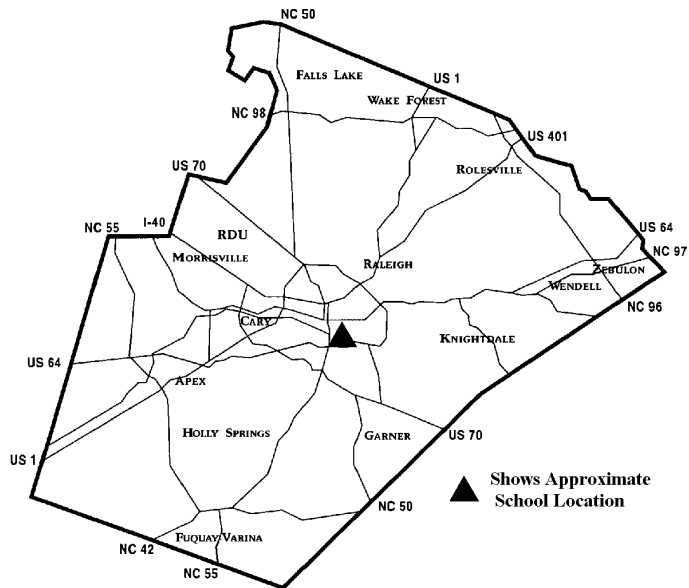 NC 50
FALLS LAKE
US 1
WAKE FOREST
NC 98
US 401
US 70
ROLESVILLE
NC 55
I-40
RDU
US 64
MORRISVILLE
RALEIGH
NC 97
ZEBULON
WENDELL
NC 96
CARY
KNIGHTDALE
US 64
APEX
HOLLY SPRINGS
GARNER
US 70
US 1
Shows Approximate
School Location
NC 50
FUQUAY VARINA
NC 42
NC 55